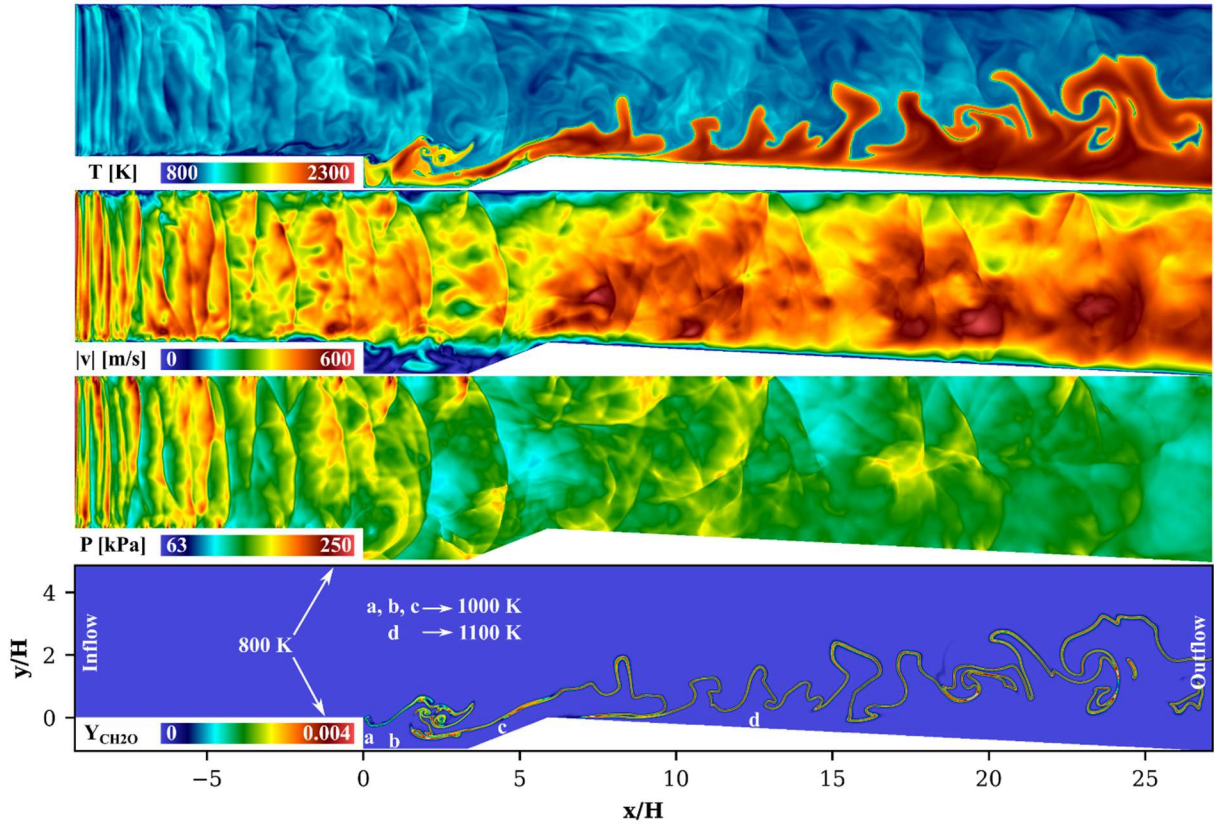 T [K] 800 2300
|v| [m/s] 0 600
P [kPa] 63 250
4
2
0
y/H
Inflow
800 K
a, b, c → 1000 K
d → 1100 K
Outflow
a b c d
Y_CH2O 0 0.004
−5 0 5 10 15 20 25
x/H